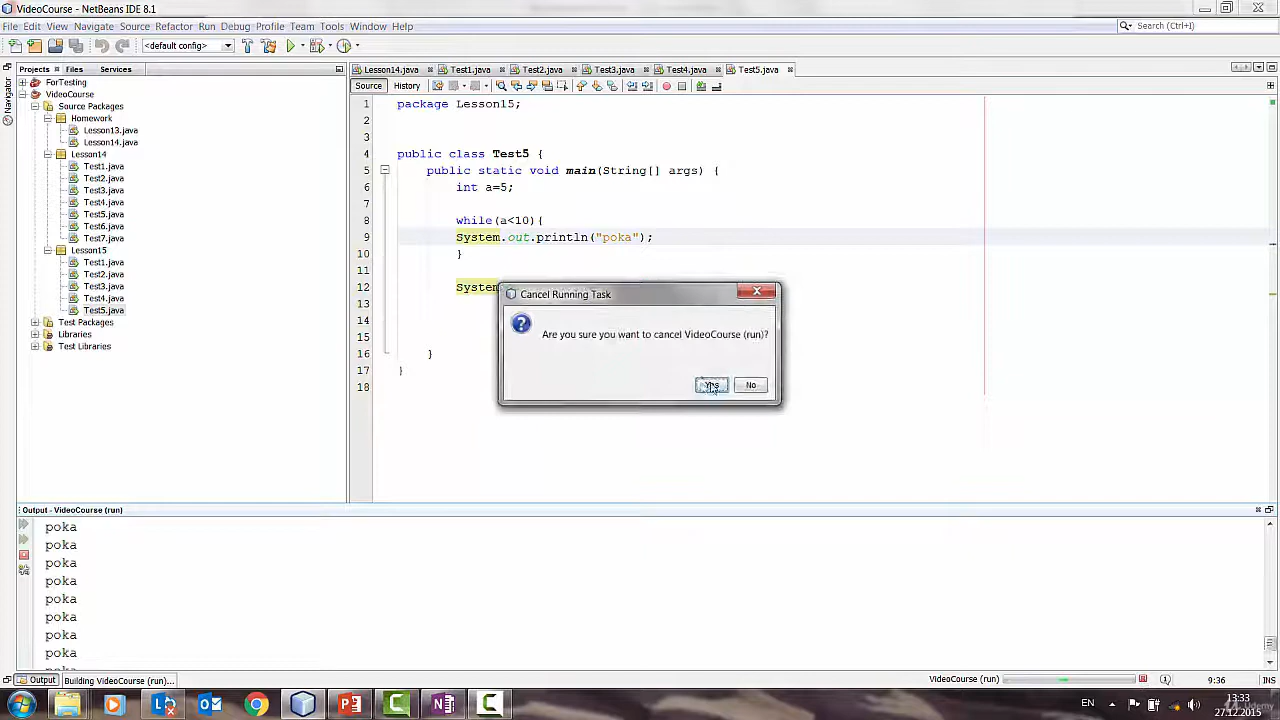 VideoCourse - NetBeans IDE 8.1
File Edit View Navigate Source Refactor Run Debug Profile Team Tools Window Help
Search (Ctrl+I)
<default config>
Projects Files Services
Navigator
ForTesting
VideoCourse
Source Packages
Homework
Lesson13.java
Lesson14.java
Lesson14
Test1.java
Test2.java
Test3.java
Test4.java
Test5.java
Test6.java
Test7.java
Lesson15
Test1.java
Test2.java
Test3.java
Test4.java
Test5.java
Test Packages
Libraries
Test Libraries
Lesson14.java Test1.java Test2.java Test3.java Test4.java Test5.java
Source History
1 package Lesson15;
2
3
4 public class Test5 {
5 public static void main(String[] args) {
6 int a=5;
7
8 while(a<10){
9 System.out.println("poka");
10 }
11
12 System
13
14
15
16 }
17 }
18
Cancel Running Task
Are you sure you want to cancel VideoCourse (run)?
Yes No
Output - VideoCourse (run)
poka
poka
poka
poka
poka
poka
poka
poka
Output Building VideoCourse (run)...
VideoCourse (run) 9:36 INS
EN
13:33
27.12.2015
Udemy